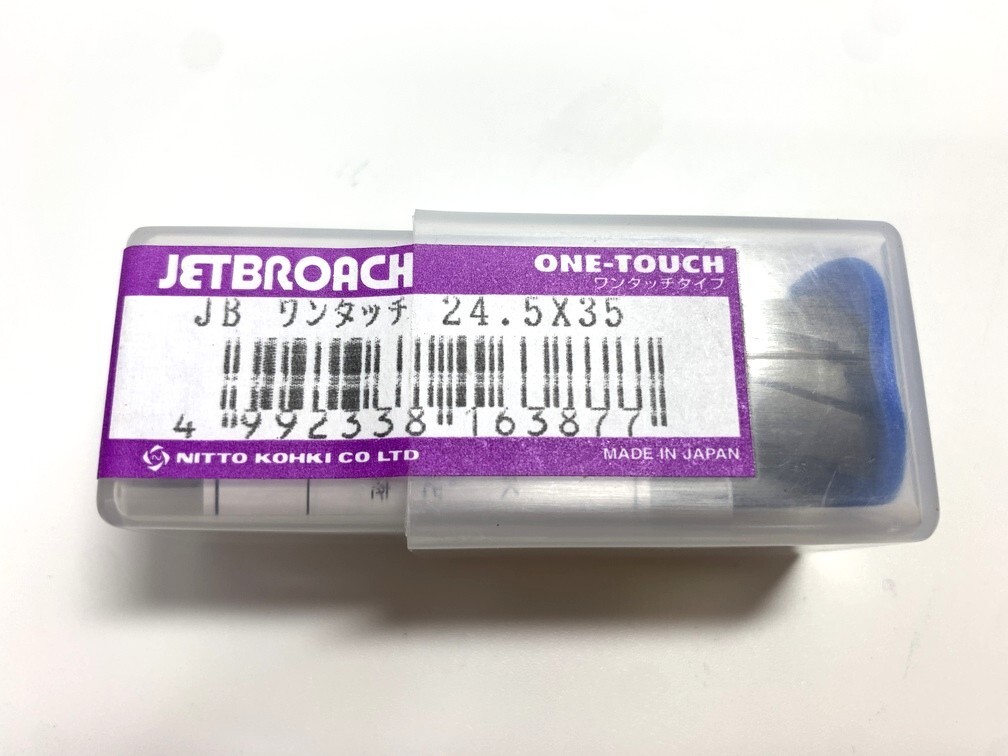 JETBROACH
ONE-TOUCH
ワンタッチタイプ
JB ワンタッチ 24.5X35
4 992338 163877
NITTO KOHKI CO LTD
MADE IN JAPAN